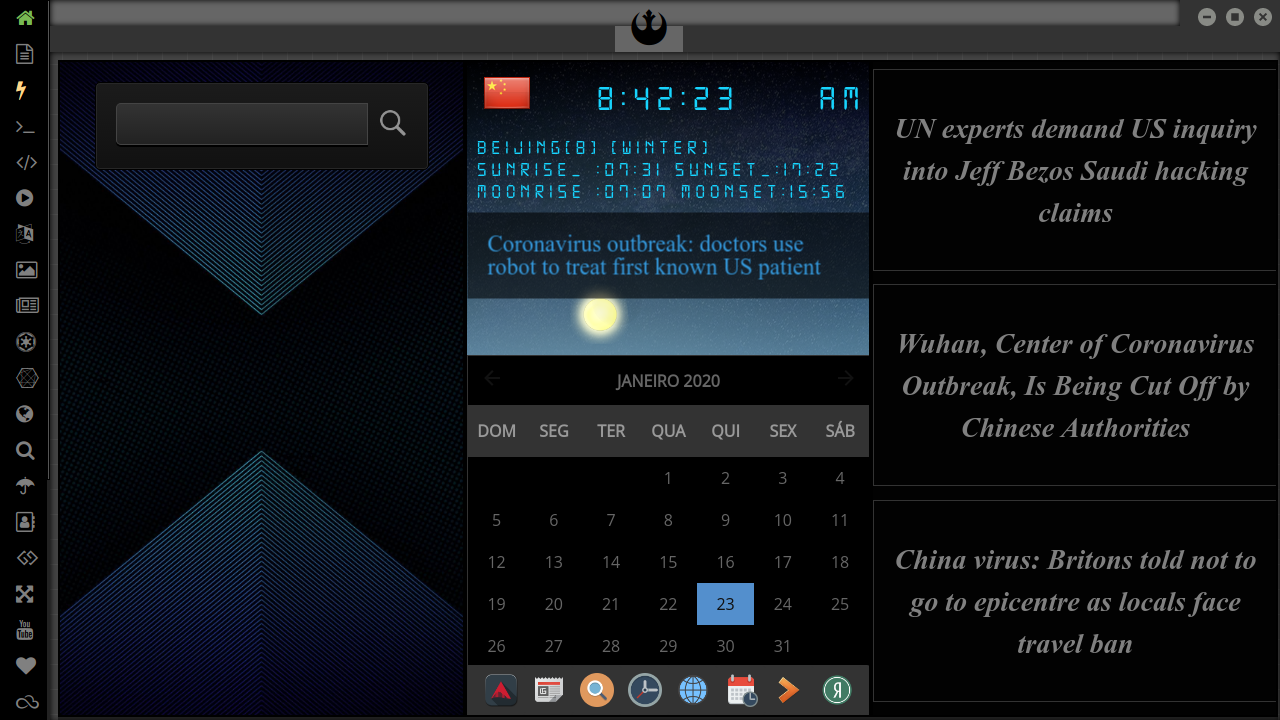 8:42:23 AM
BEIJING[8] [WINTER]
SUNRISE_ :07:31 SUNSET_:17:22
MOONRISE :07:07 MOONSET:15:56
Coronavirus outbreak: doctors use
robot to treat first known US patient
JANEIRO 2020
DOM SEG TER QUA QUI SEX SÁB
1 2 3 4
5 6 7 8 9 10 11
12 13 14 15 16 17 18
19 20 21 22 23 24 25
26 27 28 29 30 31
Я
UN experts demand US inquiry
into Jeff Bezos Saudi hacking
claims
Wuhan, Center of Coronavirus
Outbreak, Is Being Cut Off by
Chinese Authorities
China virus: Britons told not to
go to epicentre as locals face
travel ban
You
Tube